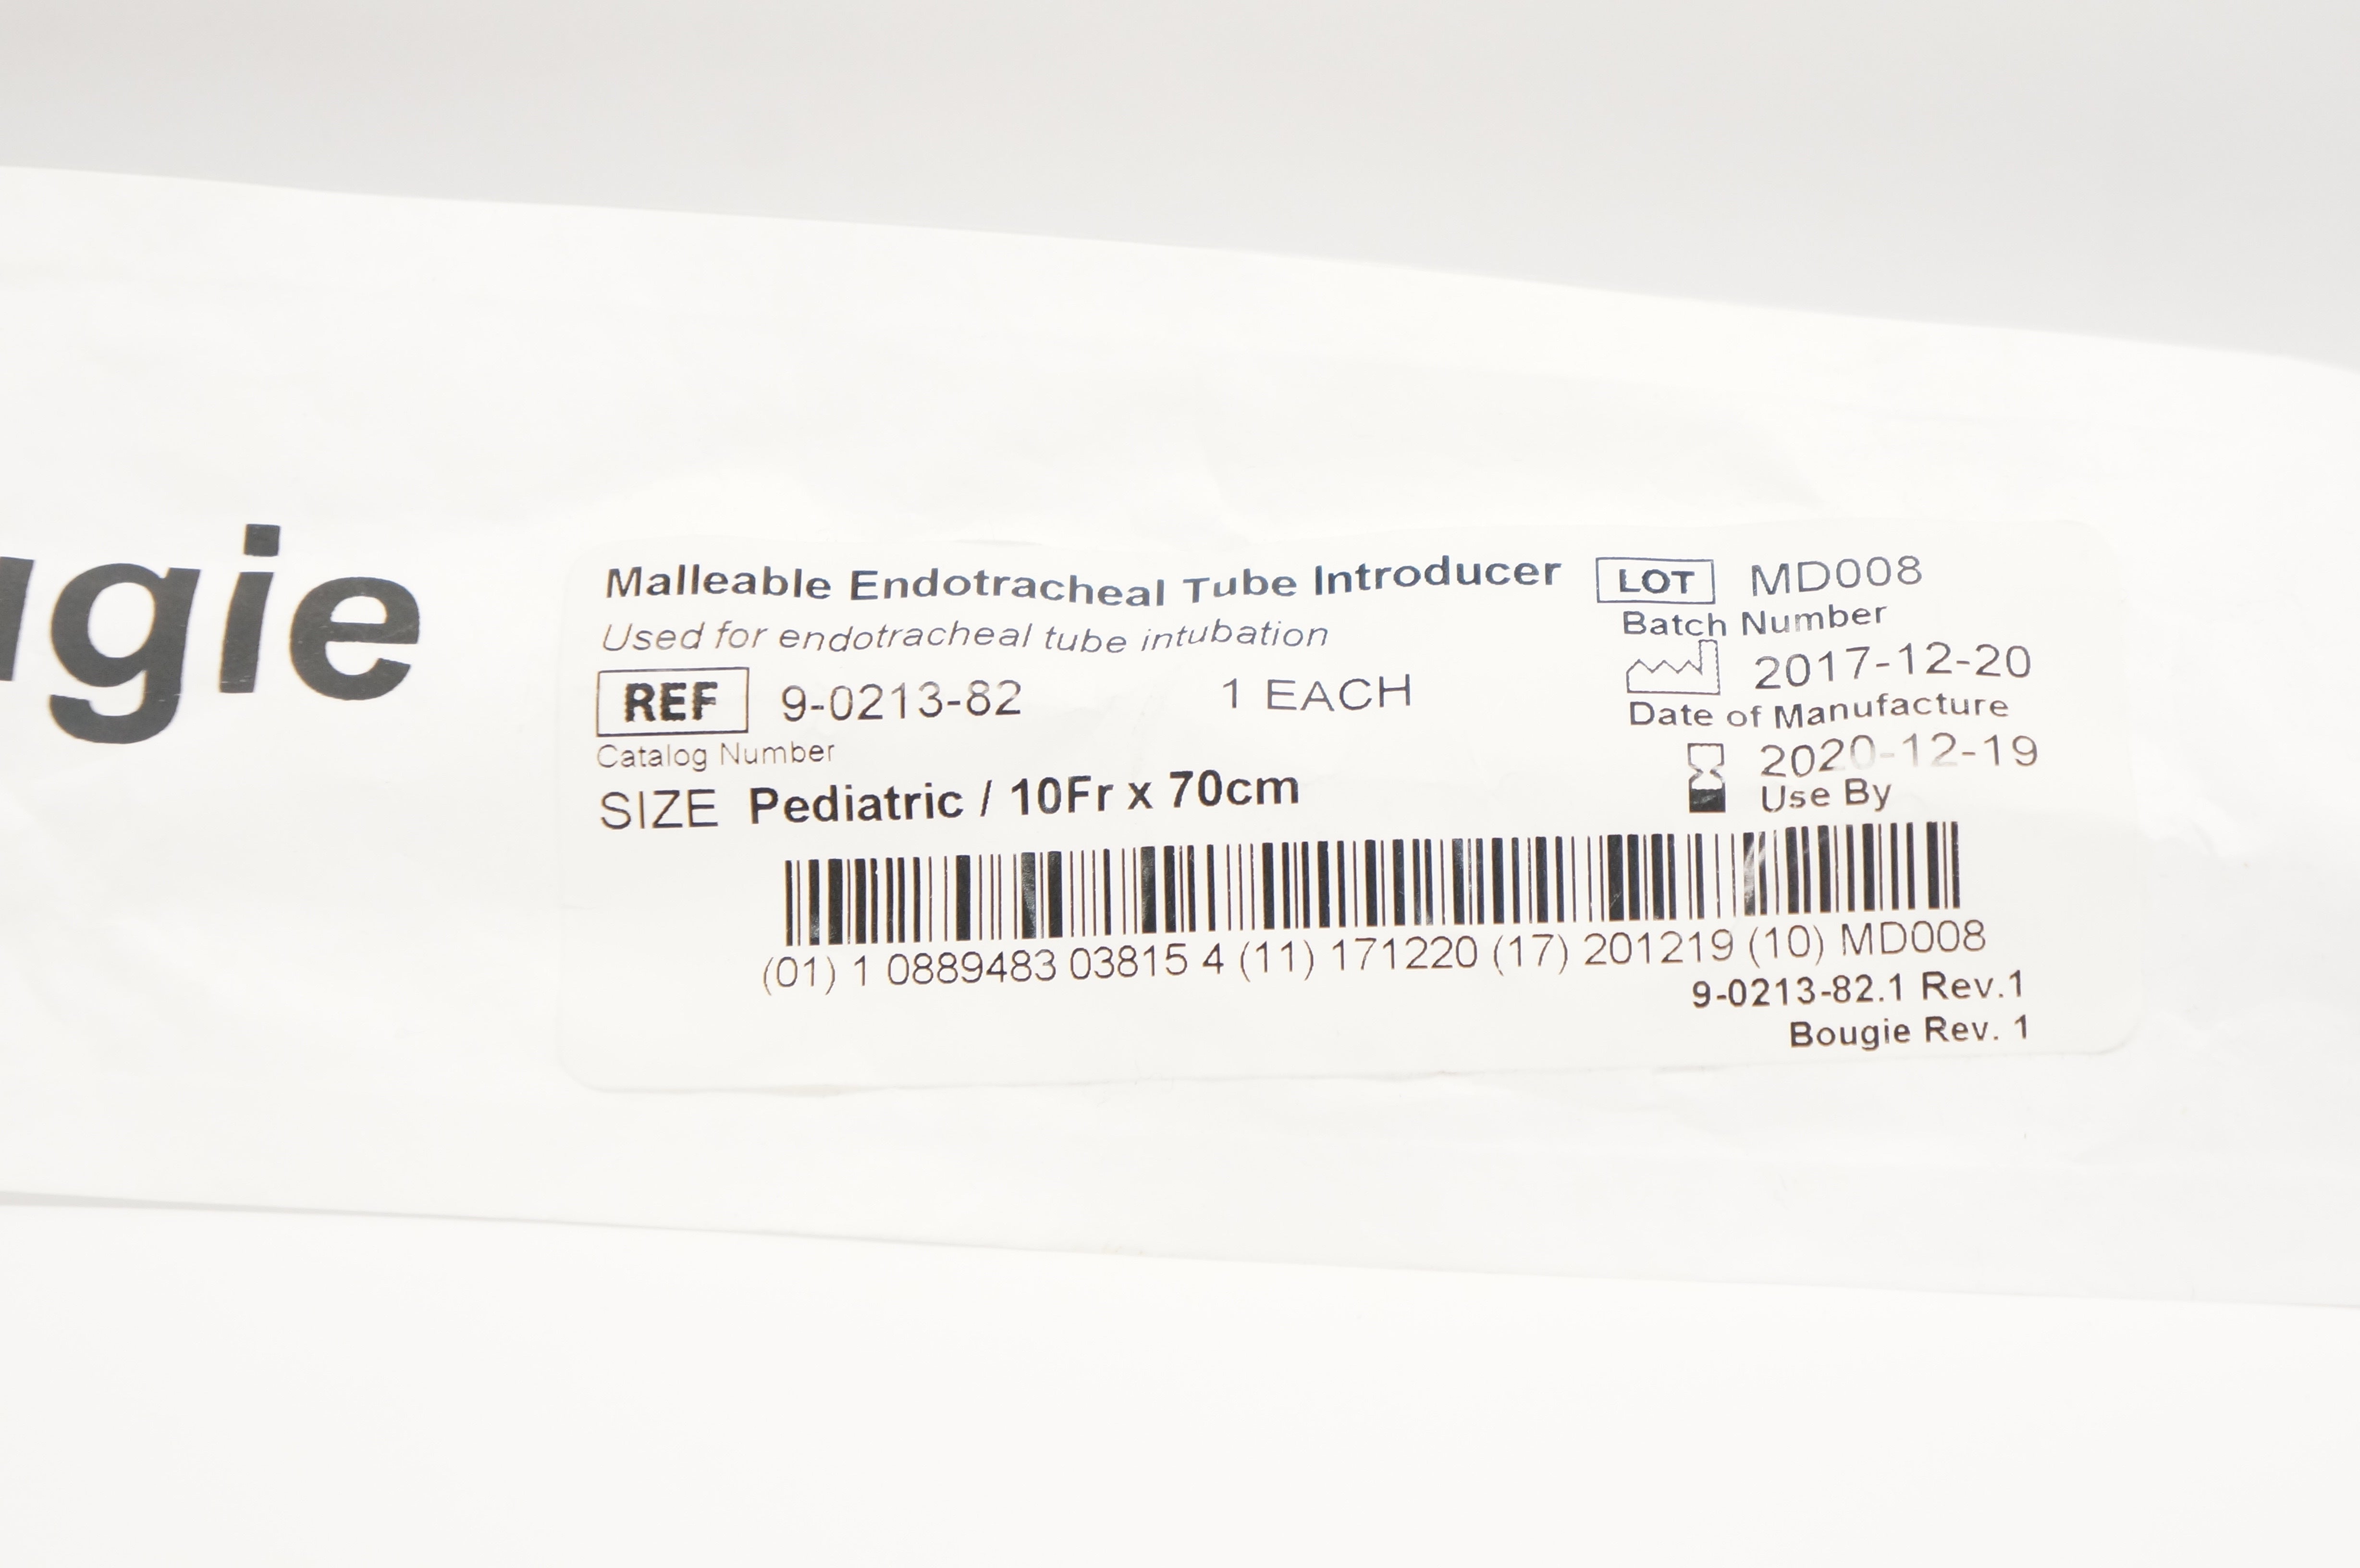 ugie
Malleable Endotracheal Tube Introducer
Used for endotracheal tube intubation
REF 9-0213-82 1 EACH
Catalog Number
SIZE Pediatric / 10Fr x 70cm
LOT MD008
Batch Number
2017-12-20
Date of Manufacture
2020-12-19
Use By
(01) 1 0889483 03815 4 (11) 171220 (17) 201219 (10) MD008
9-0213-82.1 Rev.1
Bougie Rev. 1